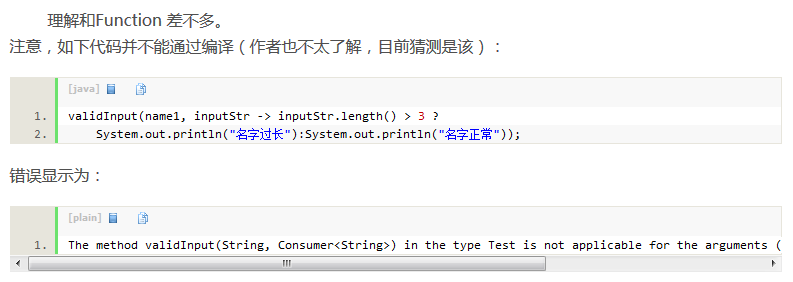 理解和Function 差不多。
注意，如下代码并不能通过编译（作者也不太了解，目前猜测是该）：
[java]
1. validInput(name1, inputStr -> inputStr.length() > 3 ?
2. System.out.println("名字过长"):System.out.println("名字正常"));
错误显示为：
[plain]
1. The method validInput(String, Consumer<String>) in the type Test is not applicable for the arguments (